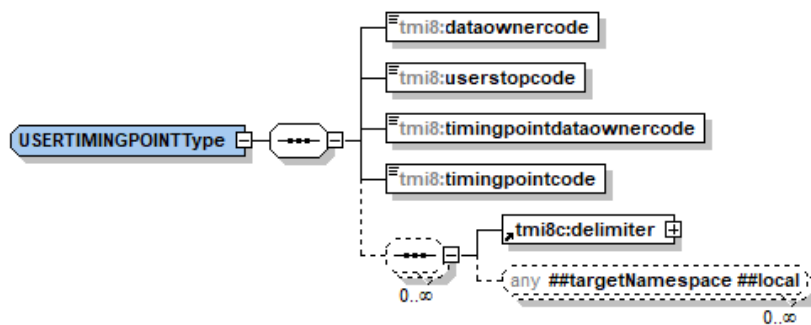 tmi8:dataownercode
tmi8:userstopcode
USERTIMINGPOINTType
tmi8:timingpointdataownercode
tmi8:timingpointcode
tmi8c:delimiter
any ##targetNamespace ##local
0..∞
0..∞